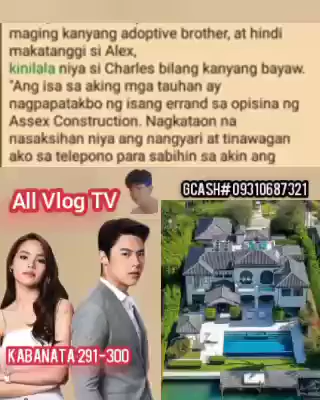 maging kanyang adoptive brother, at hindi
makatanggi si Alex,
kinilala niya si Charles bilang kanyang bayaw.
"Ang isa sa aking mga tauhan ay
nagpapatakbo ng isang errand sa opisina ng
Assex Construction. Nagkataon na
nasaksihan niya ang nangyari at tinawagan
ako sa telepono para sabihin sa akin ang
All Vlog TV
GCASH# 09310687321
KABANATA 291-300